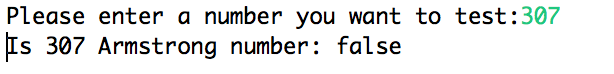 Please enter a number you want to test:307
Is 307 Armstrong number: false